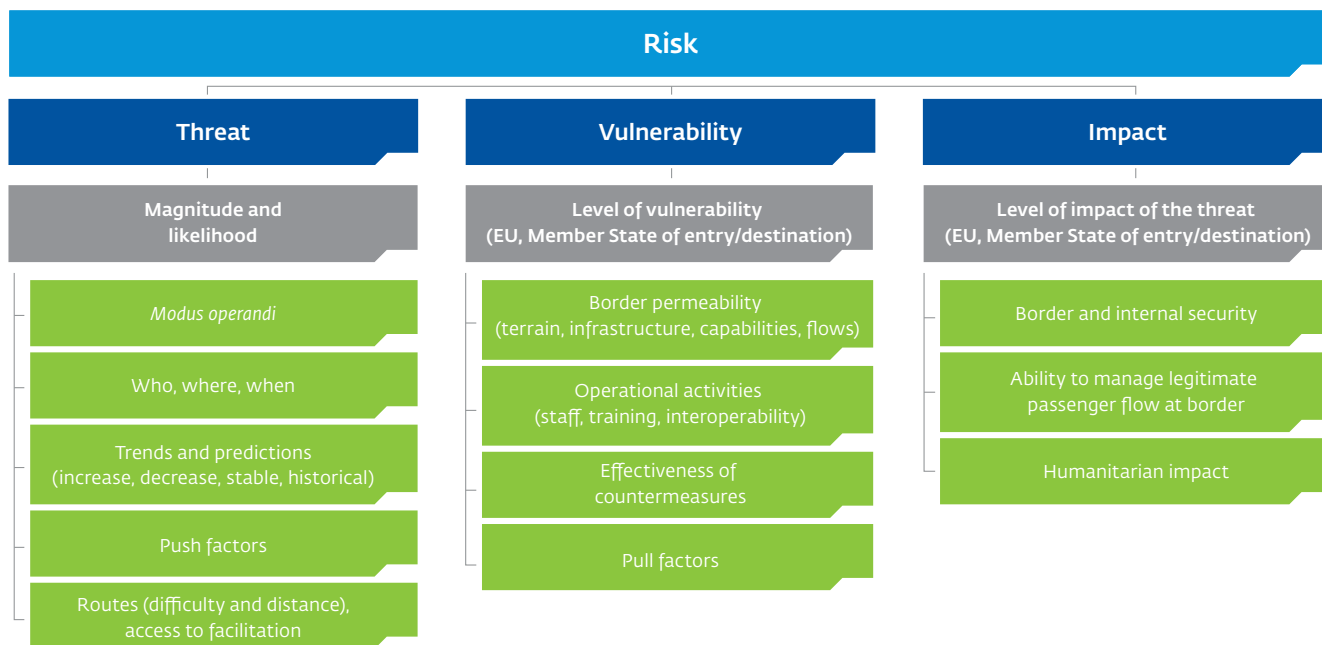 Risk
Threat
Magnitude and
likelihood
Modus operandi
Who, where, when
Trends and predictions
(increase, decrease, stable, historical)
Push factors
Routes (difficulty and distance),
access to facilitation
Vulnerability
Level of vulnerability
(EU, Member State of entry/destination)
Border permeability
(terrain, infrastructure, capabilities, flows)
Operational activities
(staff, training, interoperability)
Effectiveness of
countermeasures
Pull factors
Impact
Level of impact of the threat
(EU, Member State of entry/destination)
Border and internal security
Ability to manage legitimate
passenger flow at border
Humanitarian impact